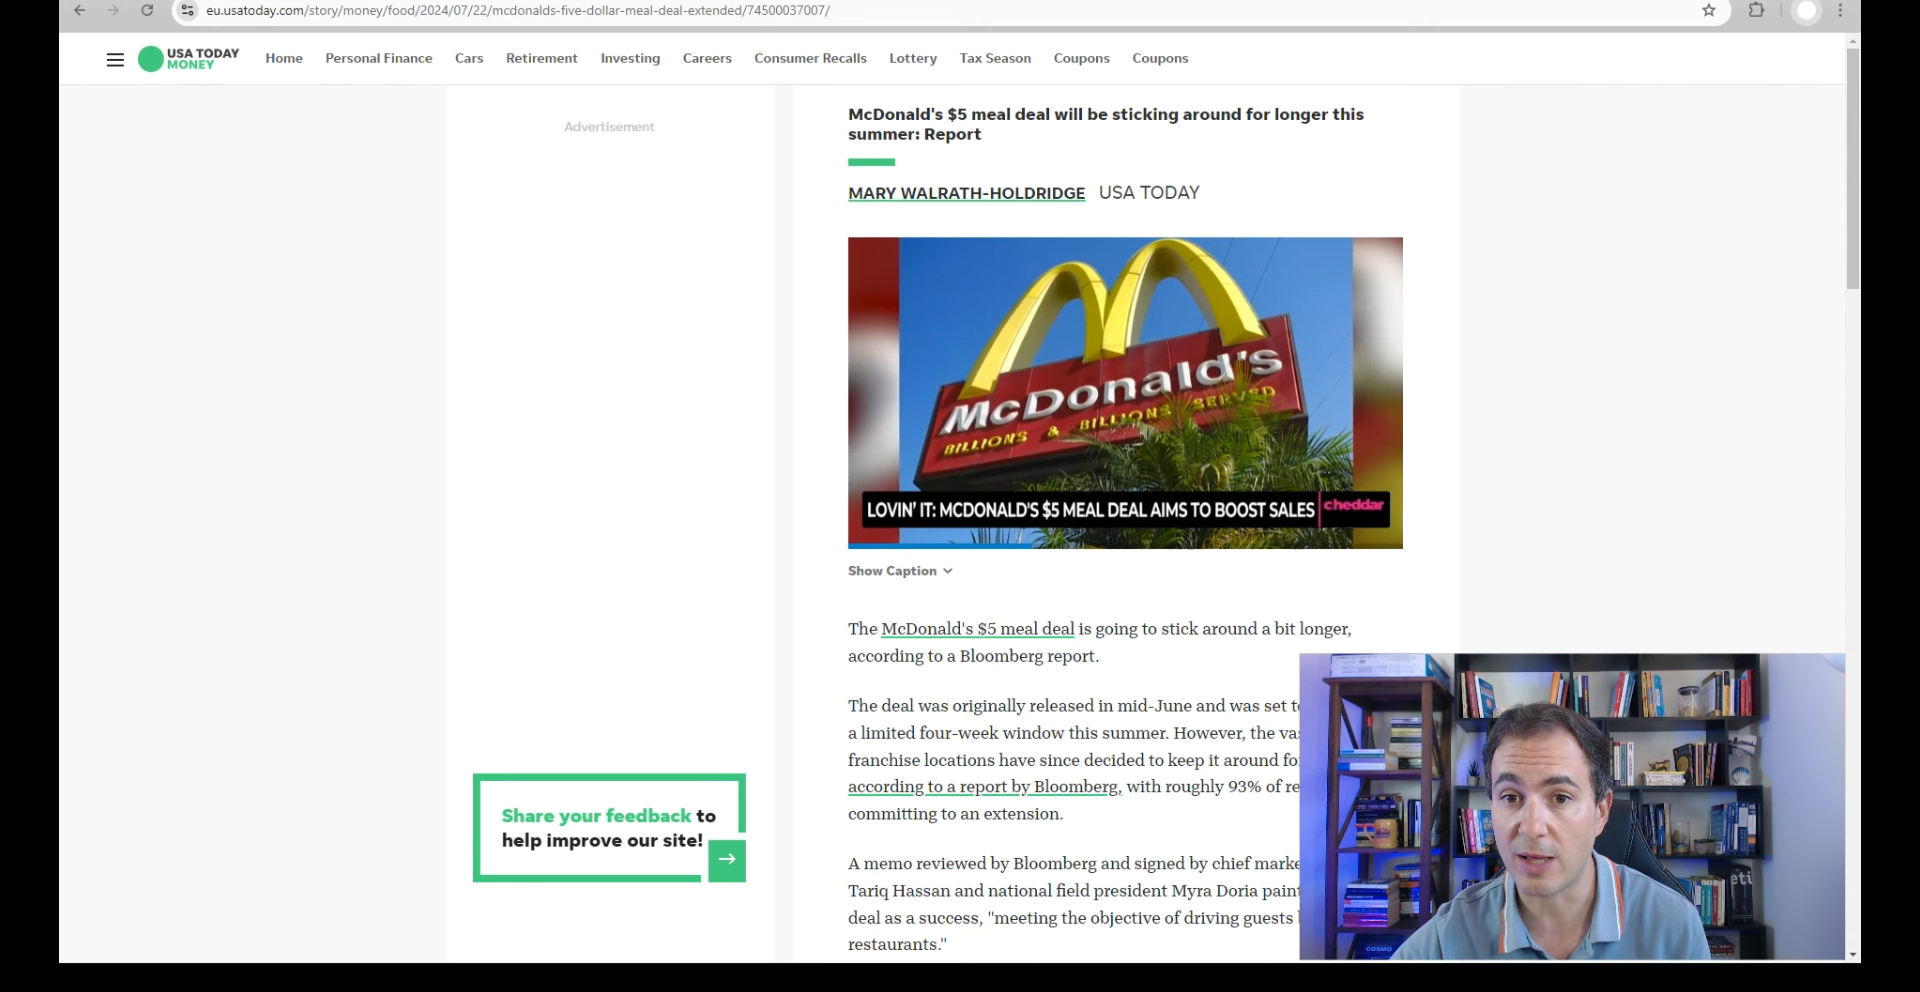 eu.usatoday.com/story/money/food/2024/07/22/mcdonalds-five-dollar-meal-deal-extended/74500037007/
USA TODAY
MONEY
Home
Personal Finance
Cars
Retirement
Investing
Careers
Consumer Recalls
Lottery
Tax Season
Coupons
Coupons
Advertisement
McDonald's $5 meal deal will be sticking around for longer this
summer: Report
MARY WALRATH-HOLDRIDGE USA TODAY
McDonald's
BILLIONS & BILLIONS SERVED
LOVIN' IT: MCDONALD'S $5 MEAL DEAL AIMS TO BOOST SALES
cheddar
Show Caption
The McDonald's $5 meal deal is going to stick around a bit longer,
according to a Bloomberg report.
The deal was originally released in mid-June and was set
a limited four-week window this summer. However, the
franchise locations have since decided to keep it around
according to a report by Bloomberg, with roughly 93% of
committing to an extension.
A memo reviewed by Bloomberg and signed by chief
Tariq Hassan and national field president Myra Doria
deal as a success, "meeting the objective of driving guests
restaurants."
Share your feedback to
help improve our site!
COSMO